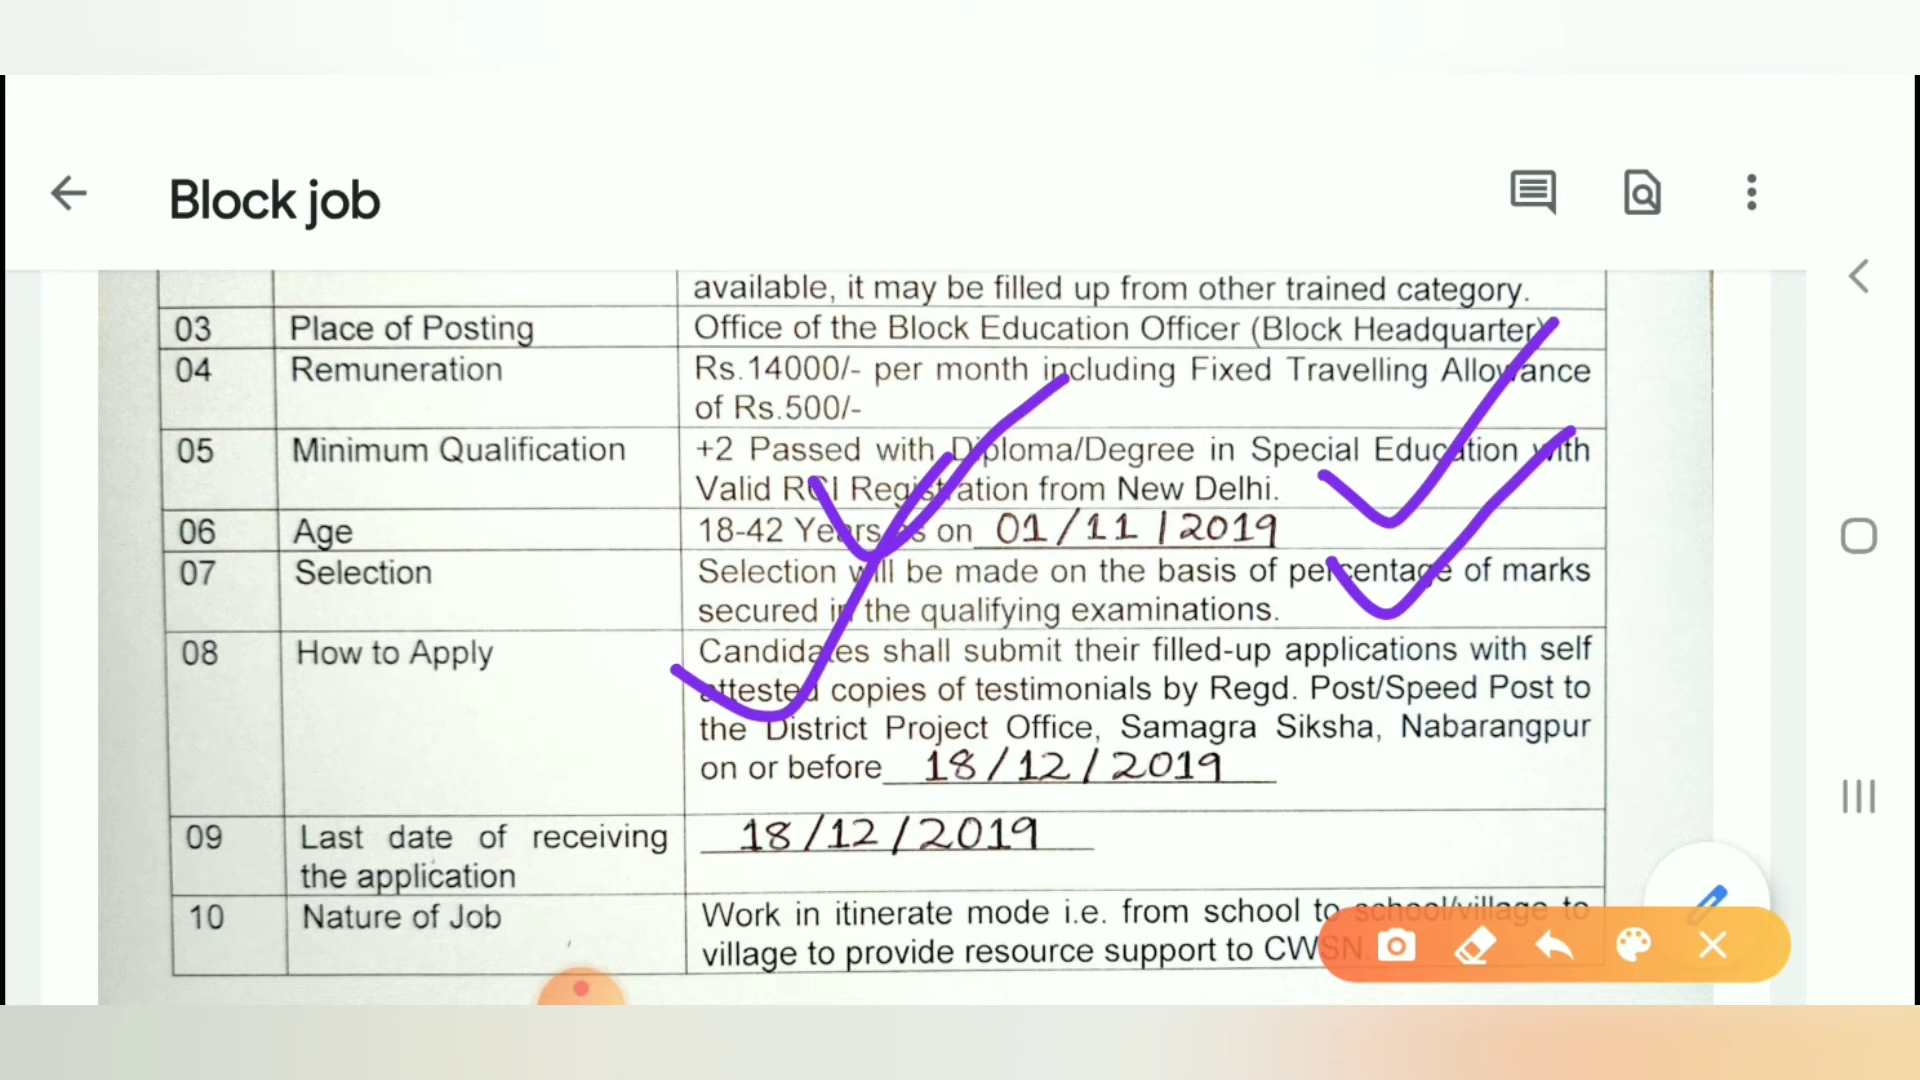 Block job
available, it may be filled up from other trained category.
03 Place of Posting Office of the Block Education Officer (Block Headquarter)
04 Remuneration Rs.14000/- per month including Fixed Travelling Allowance
of Rs.500/-
05 Minimum Qualification +2 Passed with Diploma/Degree in Special Education with
Valid RCI Registration from New Delhi.
06 Age 18-42 Years as on 01/11/2019
07 Selection Selection will be made on the basis of percentage of marks
secured in the qualifying examinations.
08 How to Apply Candidates shall submit their filled-up applications with self
attested copies of testimonials by Regd. Post/Speed Post to
the District Project Office, Samagra Siksha, Nabarangpur
on or before 18/12/2019
09 Last date of receiving 18/12/2019
the application
10 Nature of Job Work in itinerate mode i.e. from school to school/village to
village to provide resource support to CWSN.